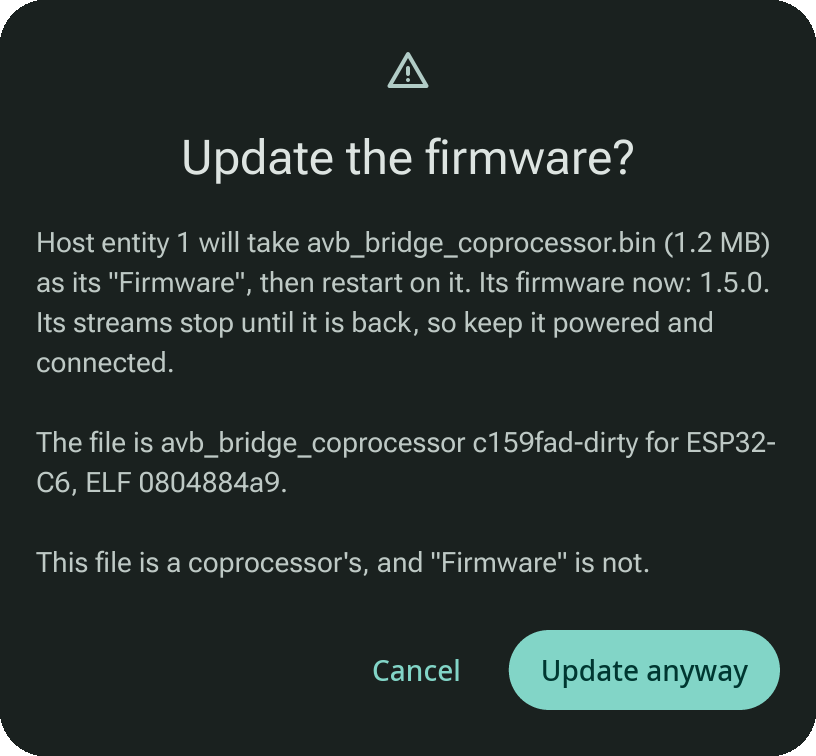 Update the firmware?
Host entity 1 will take avb_bridge_coprocessor.bin (1.2 MB)
as its "Firmware", then restart on it. Its firmware now: 1.5.0.
Its streams stop until it is back, so keep it powered and
connected.
The file is avb_bridge_coprocessor c159fad-dirty for ESP32-
C6, ELF 0804884a9.
This file is a coprocessor's, and "Firmware" is not.
Cancel
Update anyway